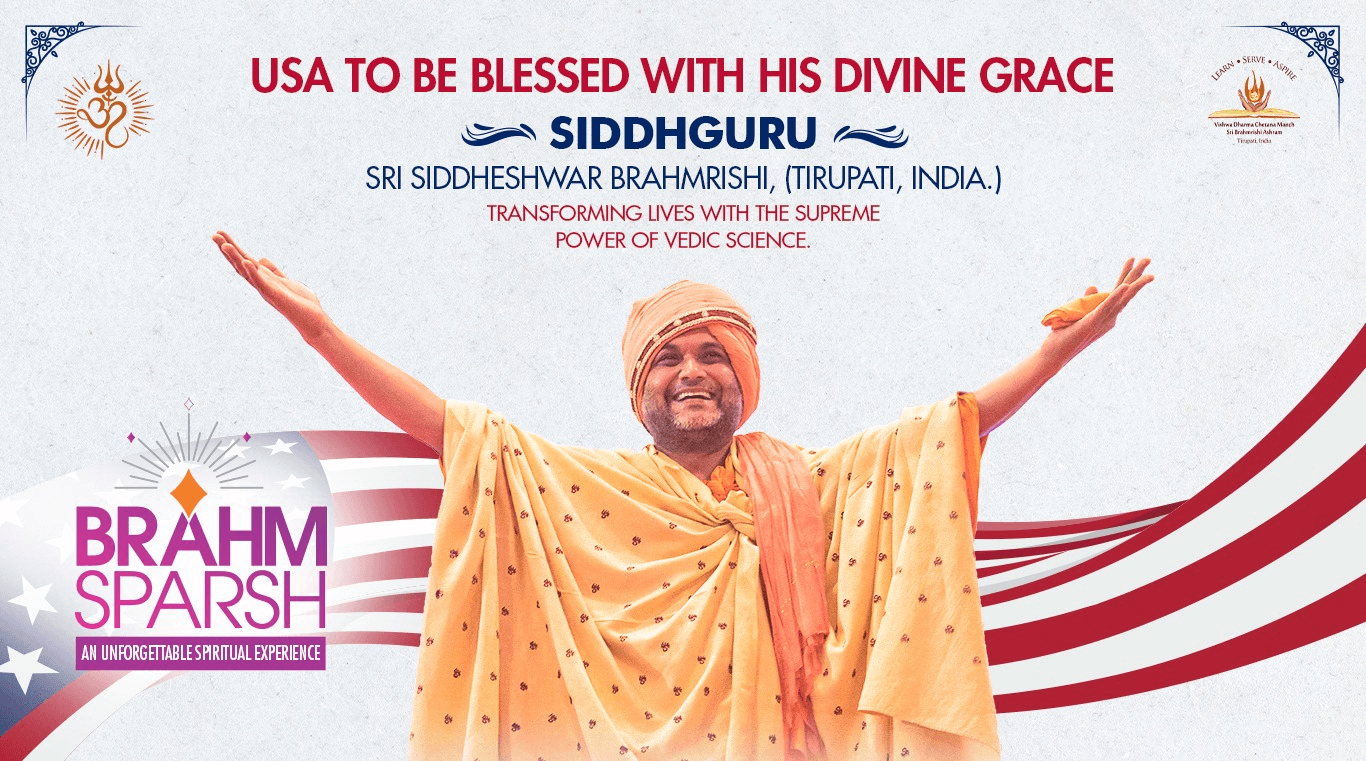 USA TO BE BLESSED WITH HIS DIVINE GRACE
SIDDHGURU
SRI SIDDHESHWAR BRAHMRISHI, (TIRUPATI, INDIA.)
TRANSFORMING LIVES WITH THE SUPREME
POWER OF VEDIC SCIENCE.
LEARN • SERVE • ASPIRE
Vishwa Dharma Chetana Manch
Sri Brahmrishi Ashram
Tirupati, India
BRAHM
SPARSH
AN UNFORGETTABLE SPIRITUAL EXPERIENCE